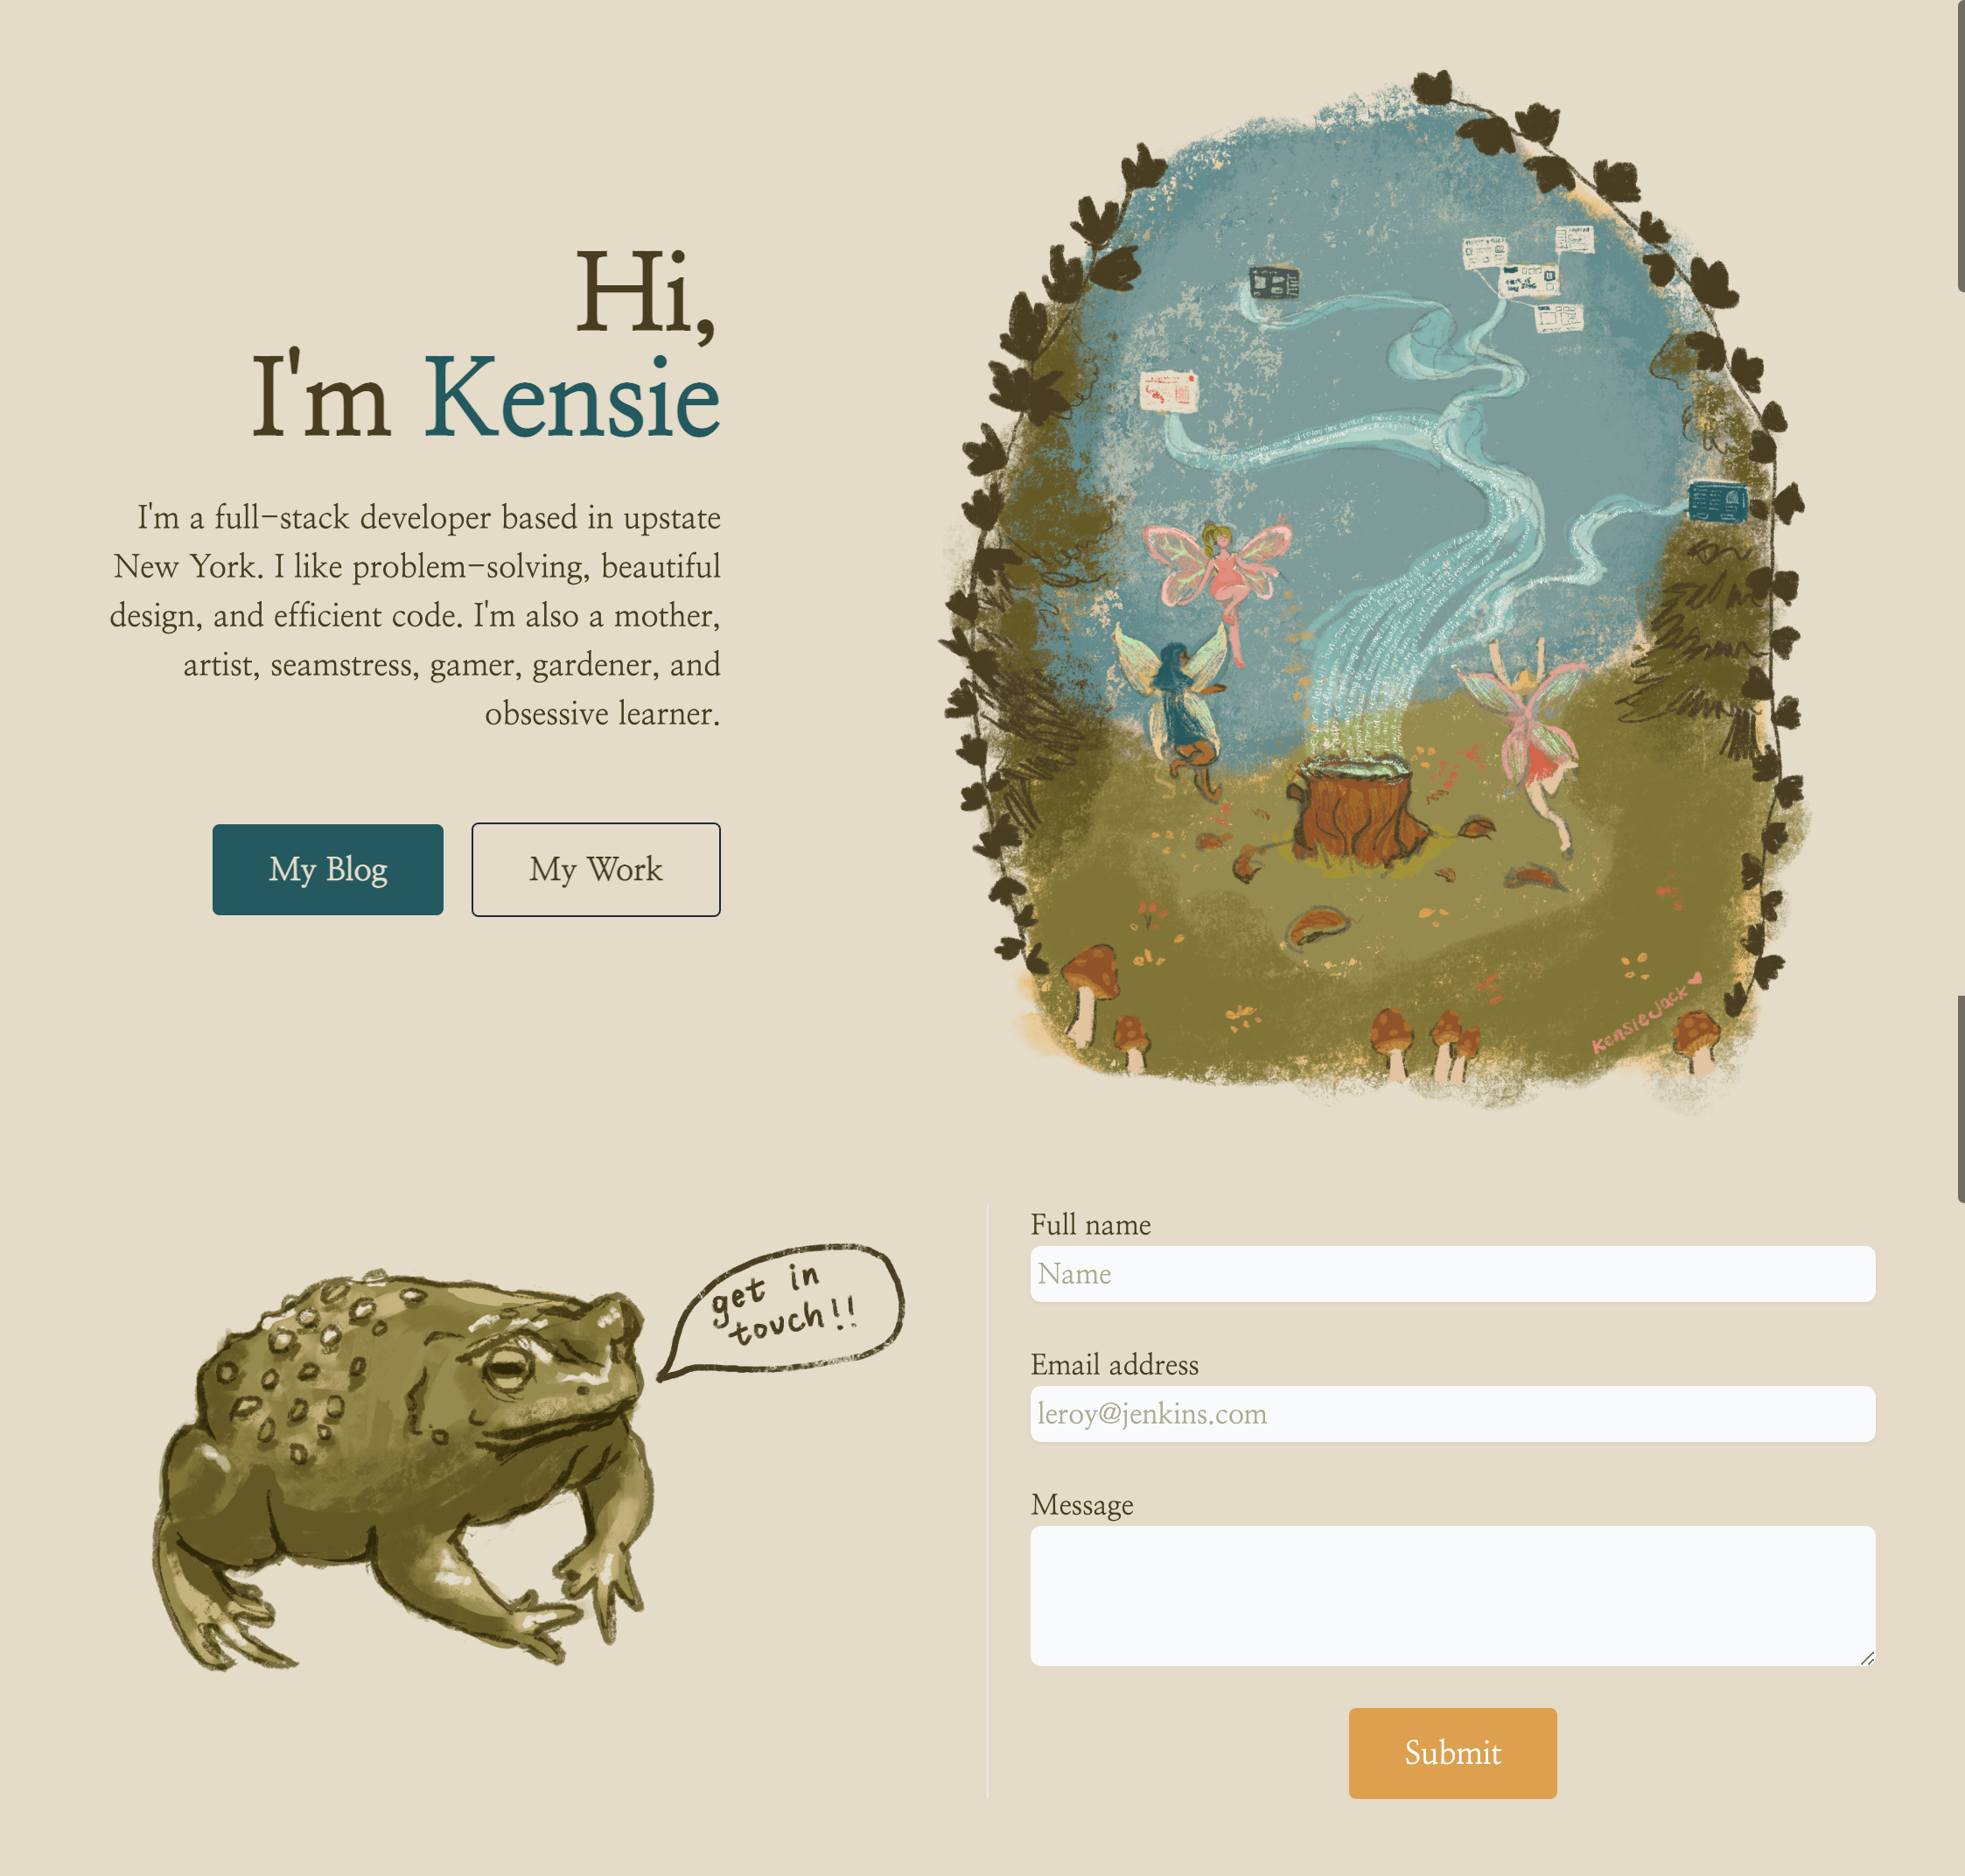 Hi,
I'm Kensie
I'm a full-stack developer based in upstate
New York. I like problem-solving, beautiful
design, and efficient code. I'm also a mother,
artist, seamstress, gamer, gardener, and
obsessive learner.
My Blog
My Work
KensieJack
get in
touch!!
Full name
Name
Email address
leroy@jenkins.com
Message
Submit